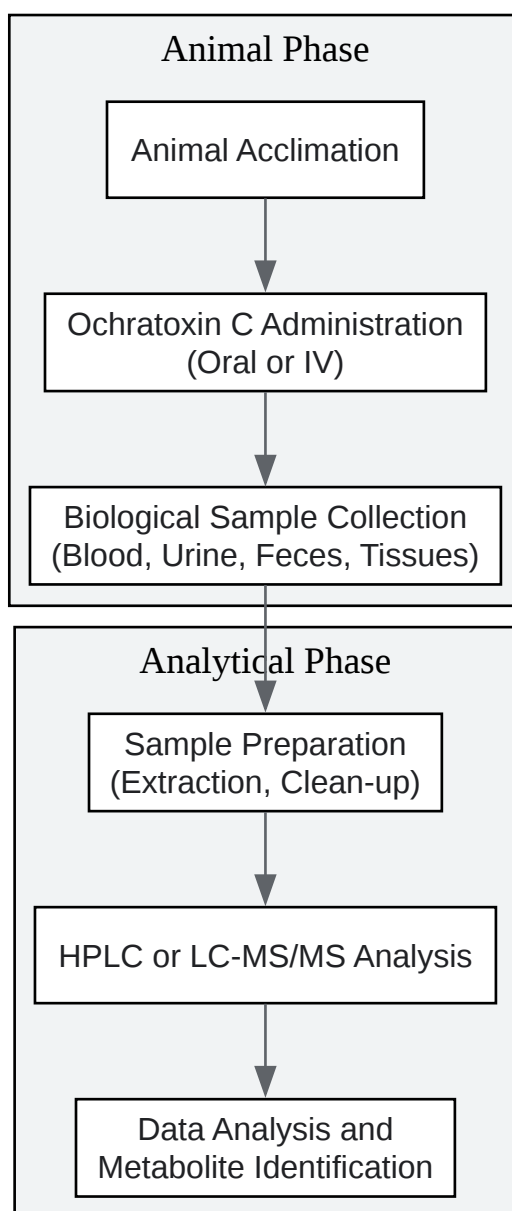 Animal Phase
Animal Acclimation
Ochratoxin C Administration
(Oral or IV)
Biological Sample Collection
(Blood, Urine, Feces, Tissues)
Analytical Phase
Sample Preparation
(Extraction, Clean-up)
HPLC or LC-MS/MS Analysis
Data Analysis and
Metabolite Identification